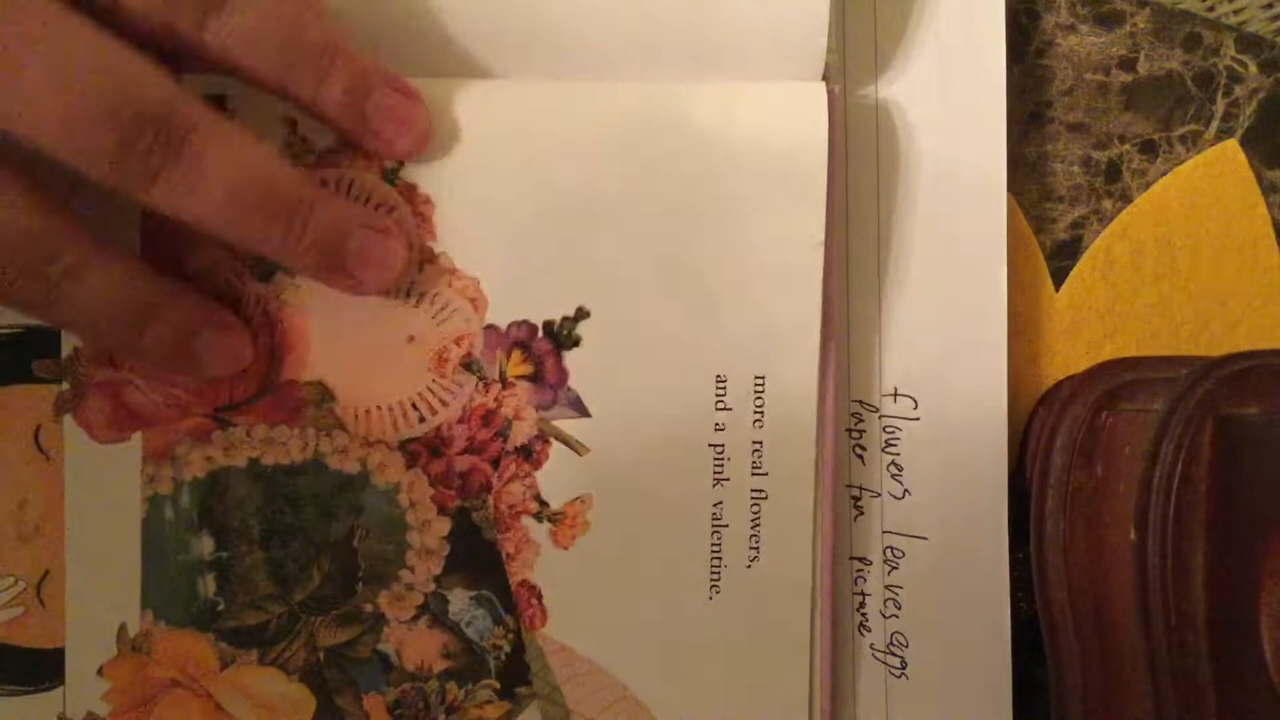 flowers leaves eggs
paper fan picture
more real flowers,
and a pink valentine.